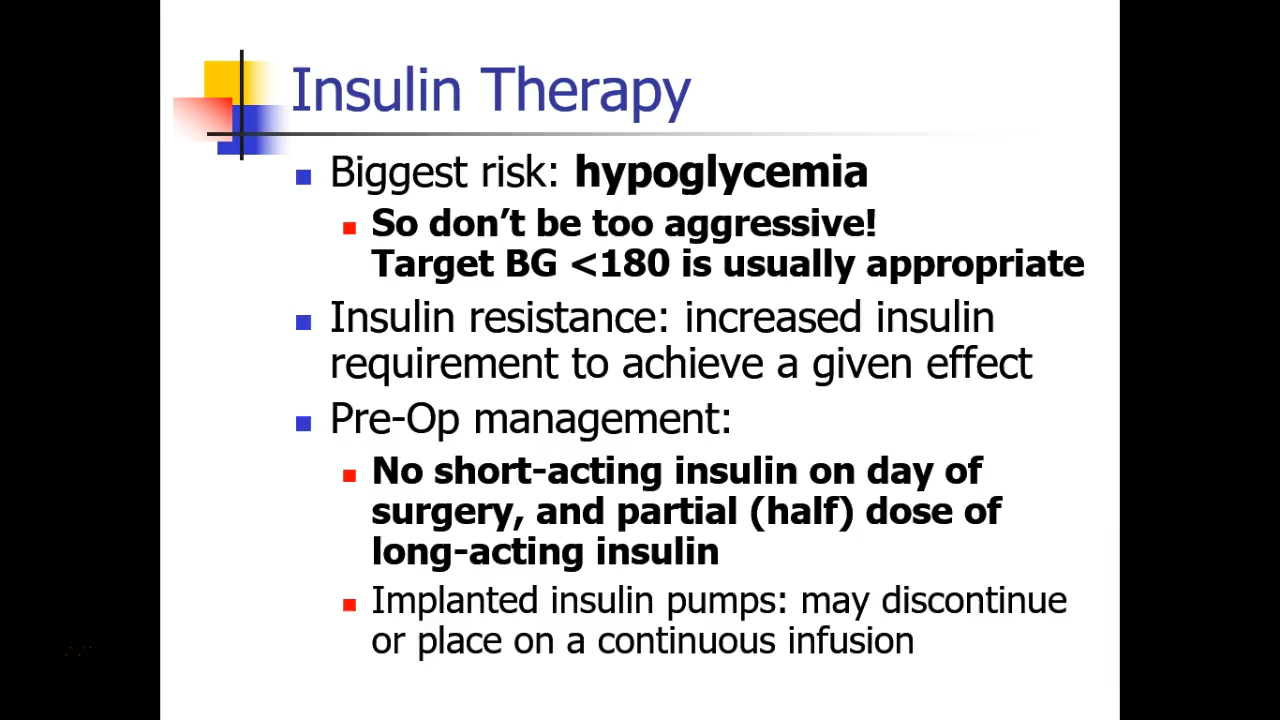 Insulin Therapy
Biggest risk: hypoglycemia
So don't be too aggressive!
Target BG <180 is usually appropriate
Insulin resistance: increased insulin
requirement to achieve a given effect
Pre-Op management:
No short-acting insulin on day of
surgery, and partial (half) dose of
long-acting insulin
Implanted insulin pumps: may discontinue
or place on a continuous infusion